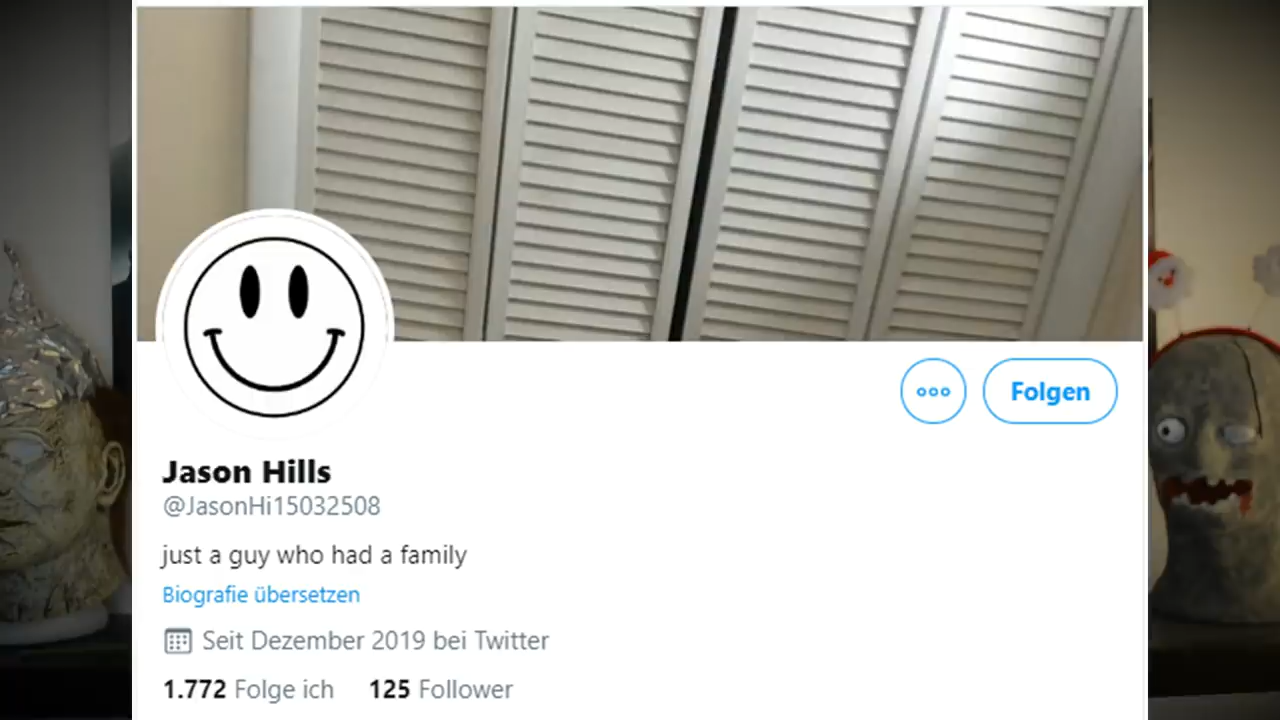 Folgen
Jason Hills
@JasonHi15032508
just a guy who had a family
Biografie übersetzen
Seit Dezember 2019 bei Twitter
1.772 Folge ich 125 Follower